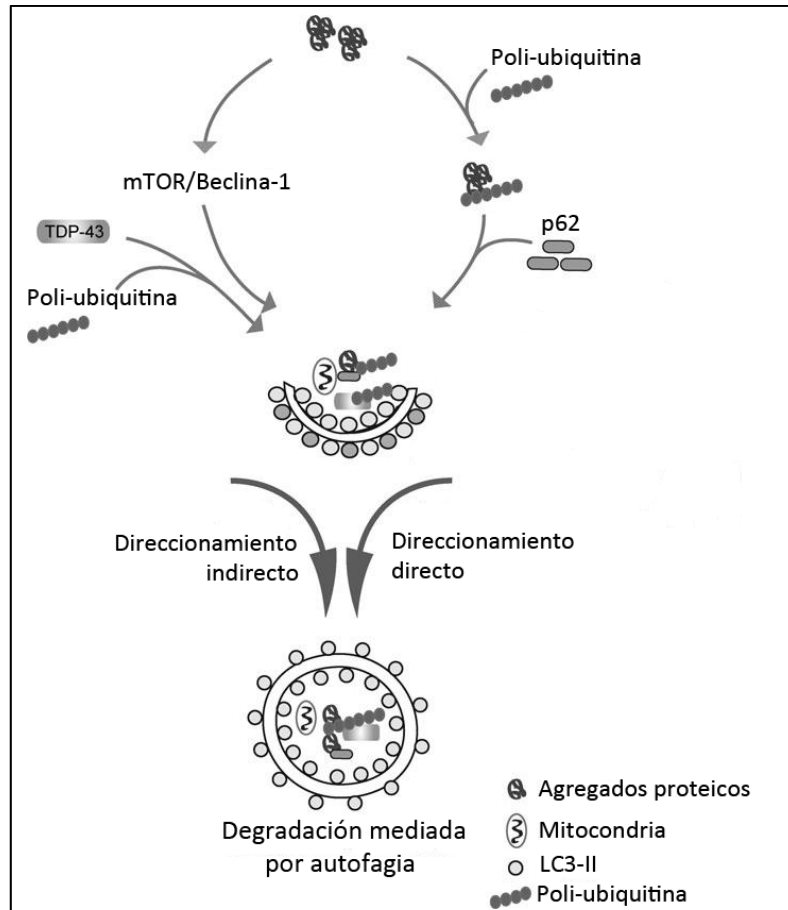 Poli-ubiquitina
mTOR/Beclina-1
p62
TDP-43
Poli-ubiquitina
Direccionamiento
indirecto
Direccionamiento
directo
Degradación mediada
por autofagia
Agregados proteicos
Mitocondria
LC3-II
Poli-ubiquitina